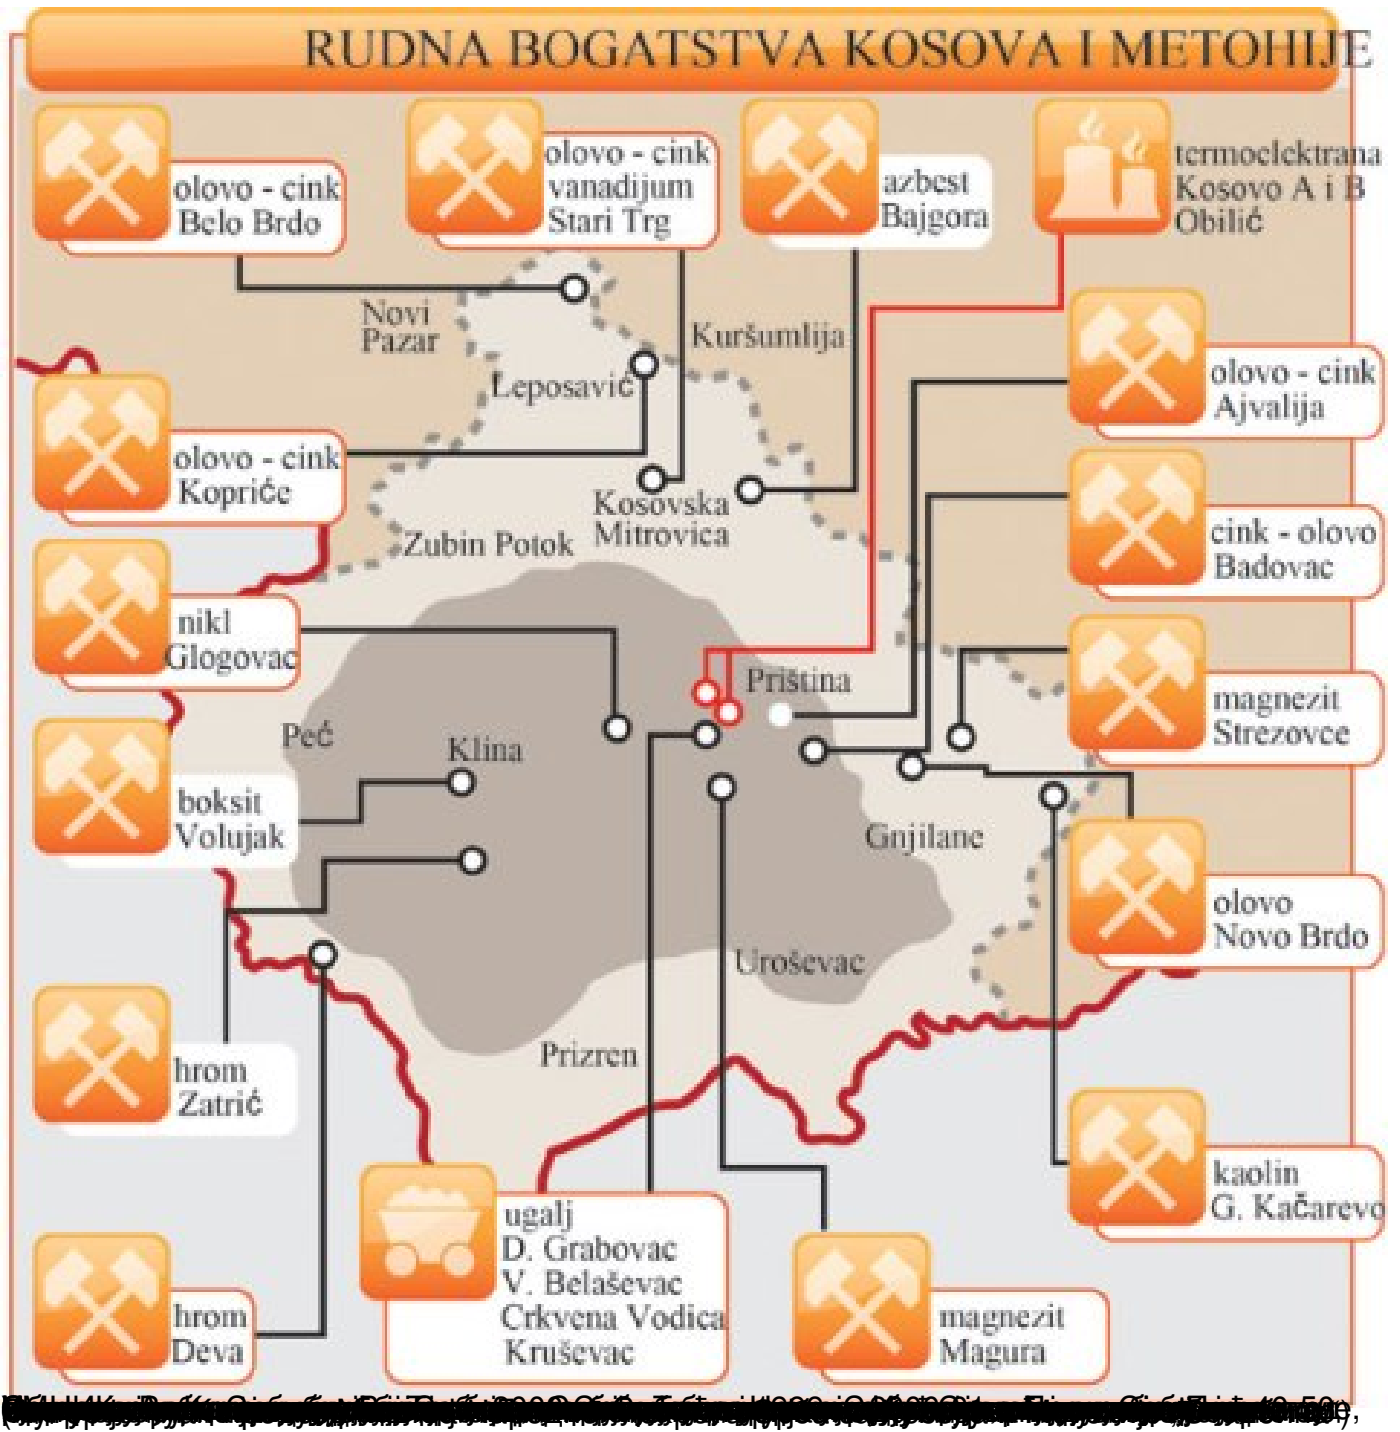 RUDNA BOGATSTVA KOSOVA I METOHIJE
olovo - cink
Belo Brdo
olovo - cink
vanadijum
Stari Trg
azbest
Bajgora
termoelektrana
Kosovo A i B
Obilić
Novi
Pazar
Kuršumlija
Leposavić
olovo - cink
Ajvalija
olovo - cink
Kopriće
Kosovska
Mitrovica
Zubin Potok
cink - olovo
Badovac
nikl
Glogovac
Priština
magnezit
Strezovce
Peć
Klina
boksit
Volujak
Gnjilane
olovo
Novo Brdo
Uroševac
Prizren
hrom
Zatrić
kaolin
G. Kačarevo
ugalj
D. Grabovac
V. Belaševac
Crkvena Vodica
Kruševac
hrom
Deva
magnezit
Magura